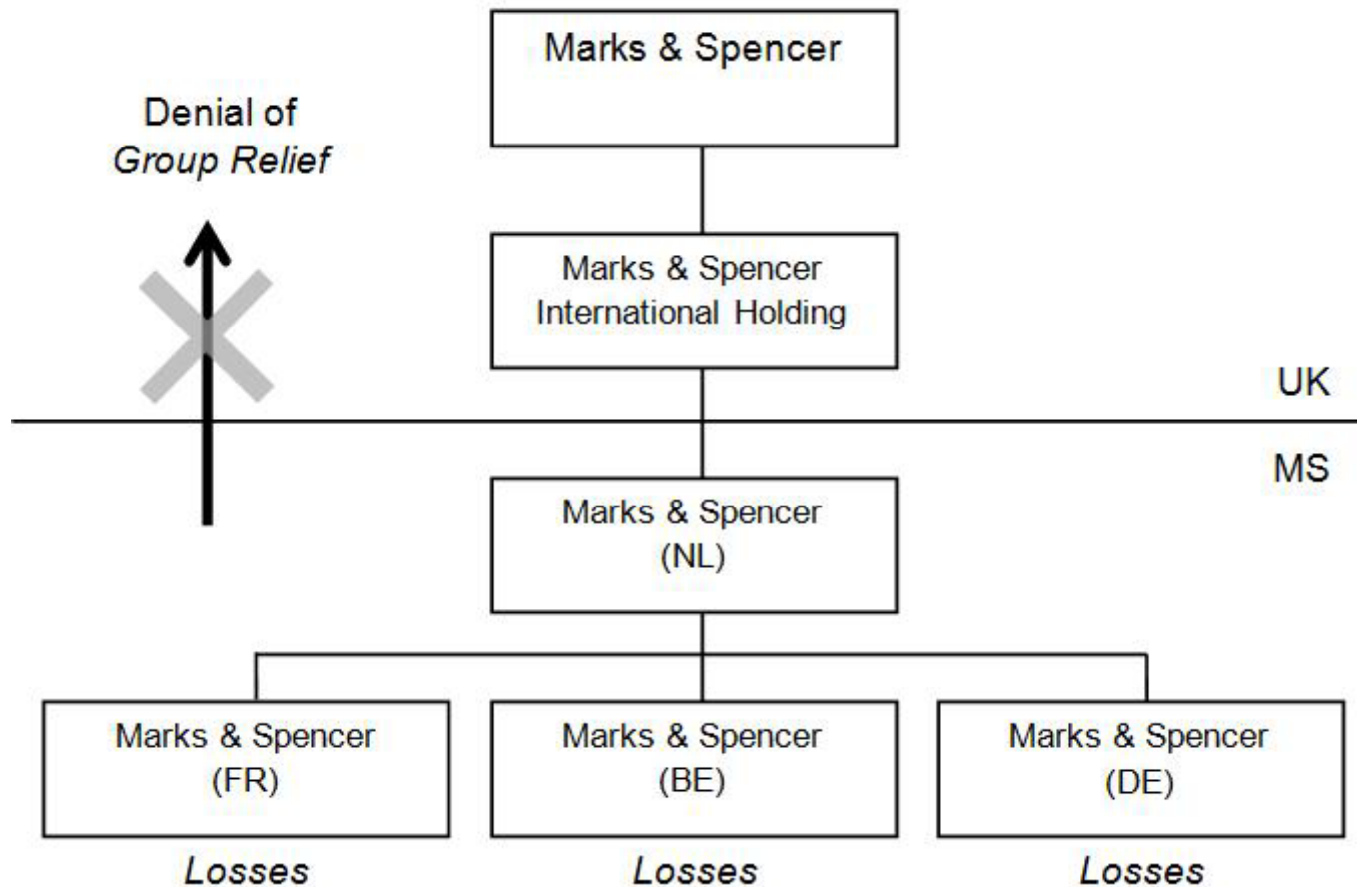 Marks & Spencer
Denial of
Group Relief
Marks & Spencer
International Holding
UK
MS
Marks & Spencer
(NL)
Marks & Spencer
(FR)
Marks & Spencer
(BE)
Marks & Spencer
(DE)
Losses
Losses
Losses